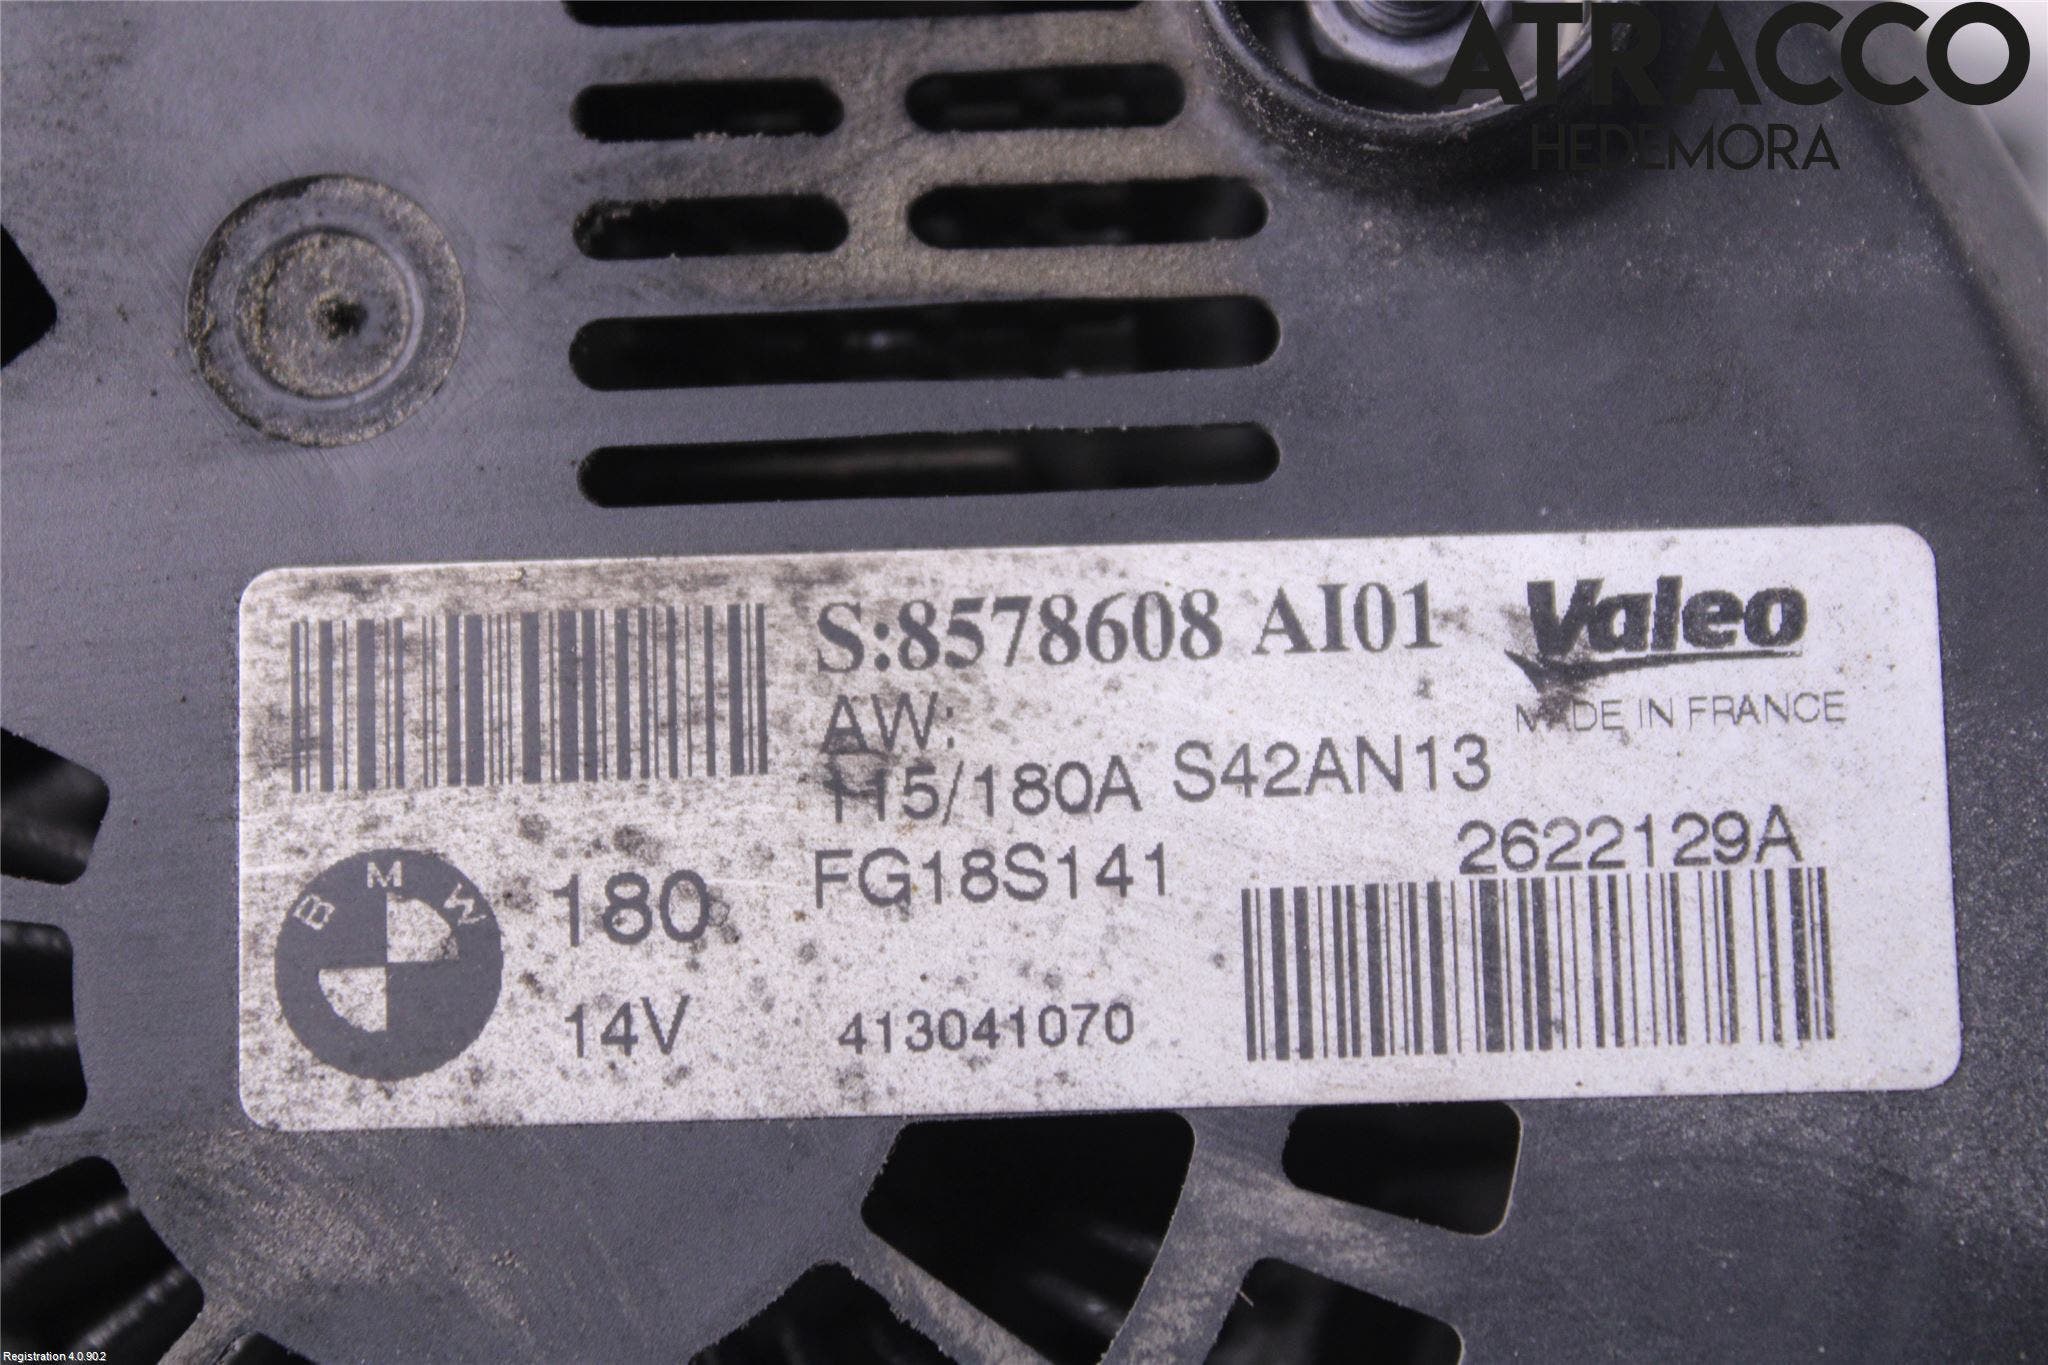 ATRACCO
HEDEMORA
S:8578608 AI01
Valeo
MADE IN FRANCE
AW:
115/180A S42AN13
2622129A
FG18S141
BMW
180
14V
413041070
Registration 4.0.90.2